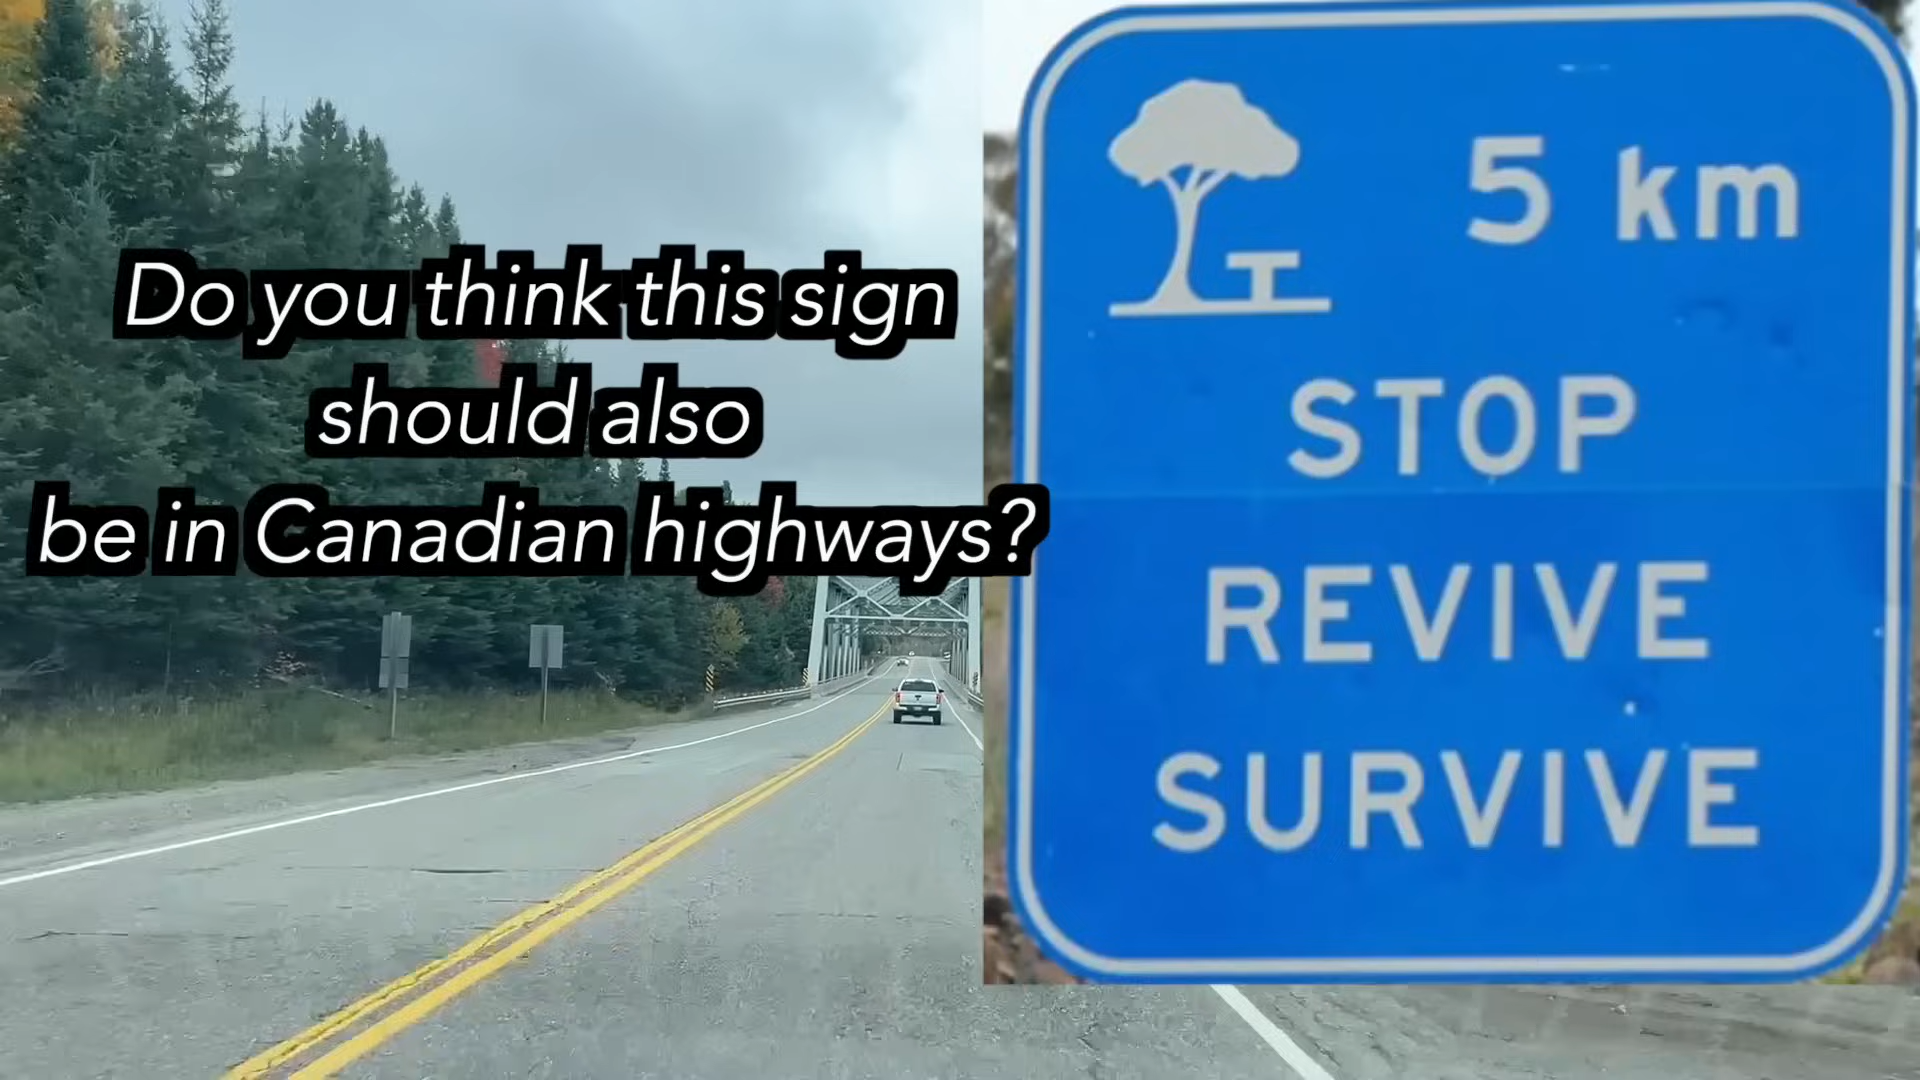 Do you think this sign
should also
be in Canadian highways?
5 km
STOP
REVIVE
SURVIVE